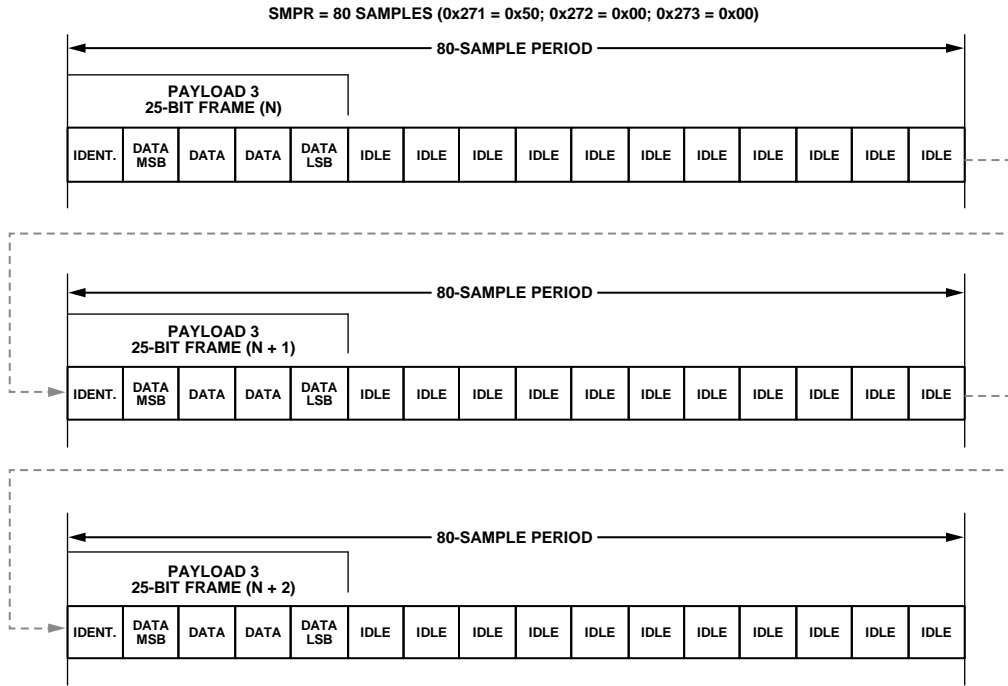 SMPR = 80 SAMPLES (0x271 = 0x50; 0x272 = 0x00; 0x273 = 0x00)
80-SAMPLE PERIOD
PAYLOAD 3
25-BIT FRAME (N)
IDENT. DATA MSB DATA DATA DATA LSB IDLE IDLE IDLE IDLE IDLE IDLE IDLE IDLE IDLE IDLE IDLE
80-SAMPLE PERIOD
PAYLOAD 3
25-BIT FRAME (N + 1)
IDENT. DATA MSB DATA DATA DATA LSB IDLE IDLE IDLE IDLE IDLE IDLE IDLE IDLE IDLE IDLE IDLE
80-SAMPLE PERIOD
PAYLOAD 3
25-BIT FRAME (N + 2)
IDENT. DATA MSB DATA DATA DATA LSB IDLE IDLE IDLE IDLE IDLE IDLE IDLE IDLE IDLE IDLE IDLE